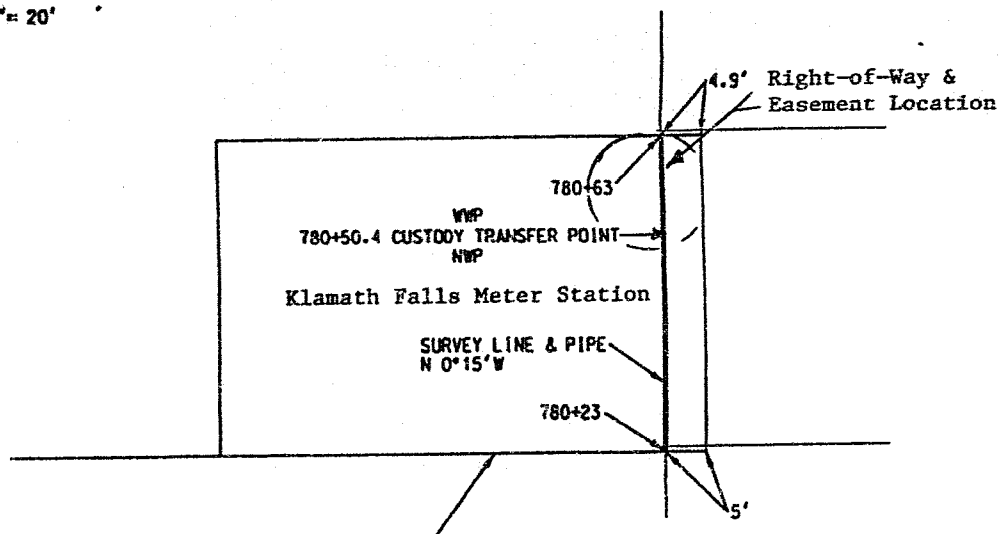 "= 20'
4.9' Right-of-Way &
Easement Location
780+63
WWP
780+50.4 CUSTODY TRANSFER POINT
NWP
Klamath Falls Meter Station
SURVEY LINE & PIPE
N 0°15'W
780+23
5'